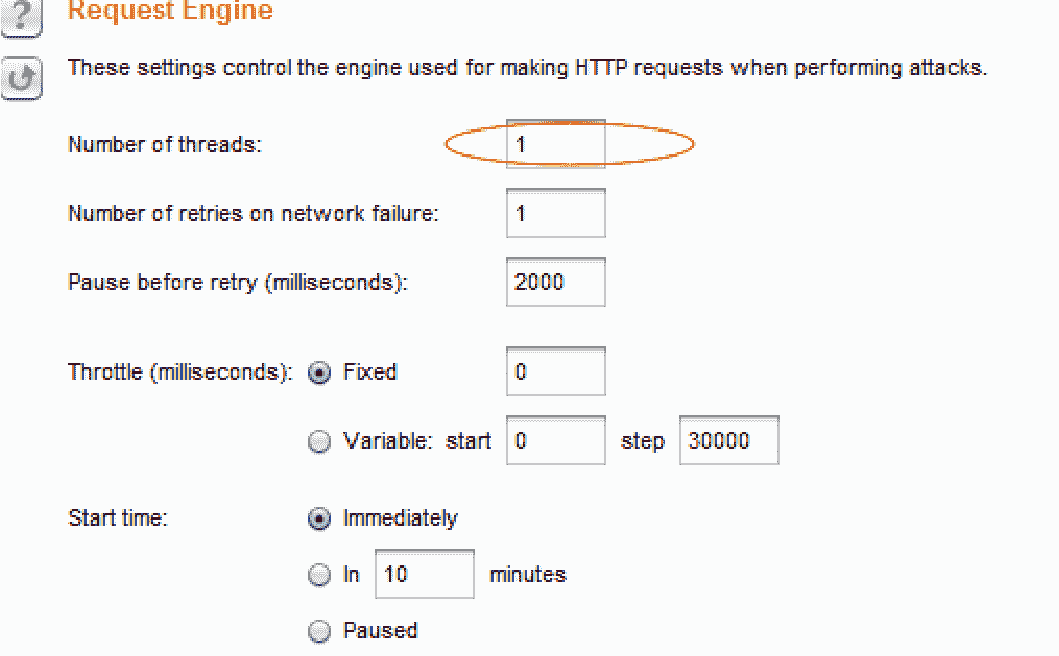 Request Engine
These settings control the engine used for making HTTP requests when performing attacks.
Number of threads: 1
Number of retries on network failure: 1
Pause before retry (milliseconds): 2000
Throttle (milliseconds): Fixed 0
Variable: start 0 step 30000
Start time: Immediately
In 10 minutes
Paused